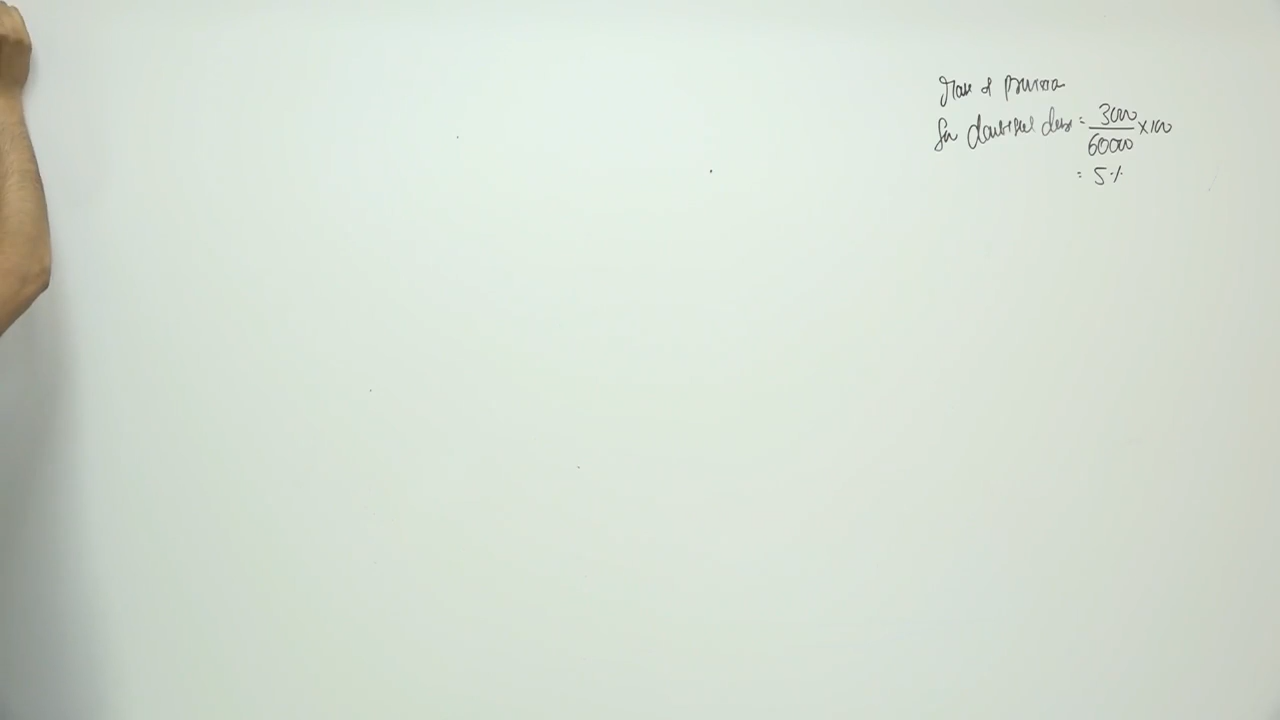 Rate of provision
for doubtful debts = 3000/60000 ×100
= 5%